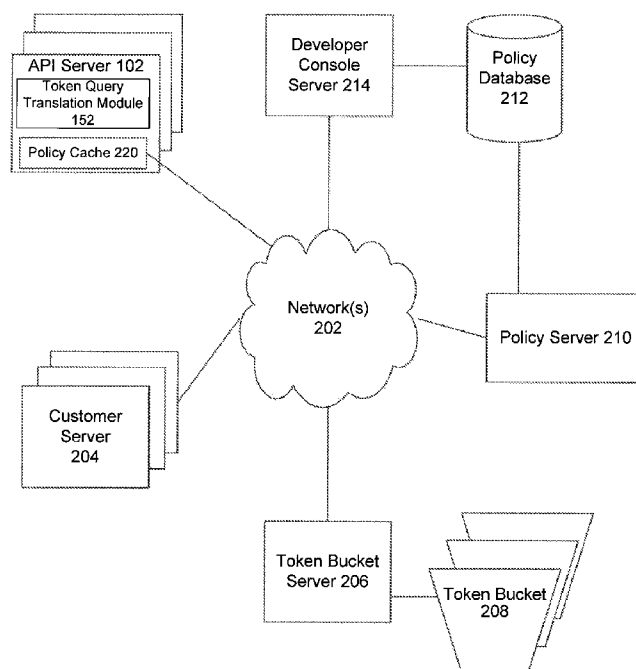 API Server 102
Token Query
Translation Module
152
Policy Cache 220
Developer
Console
Server 214
Policy
Database
212
Network(s)
202
Policy Server 210
Customer
Server
204
Token Bucket
Server 206
Token Bucket
208